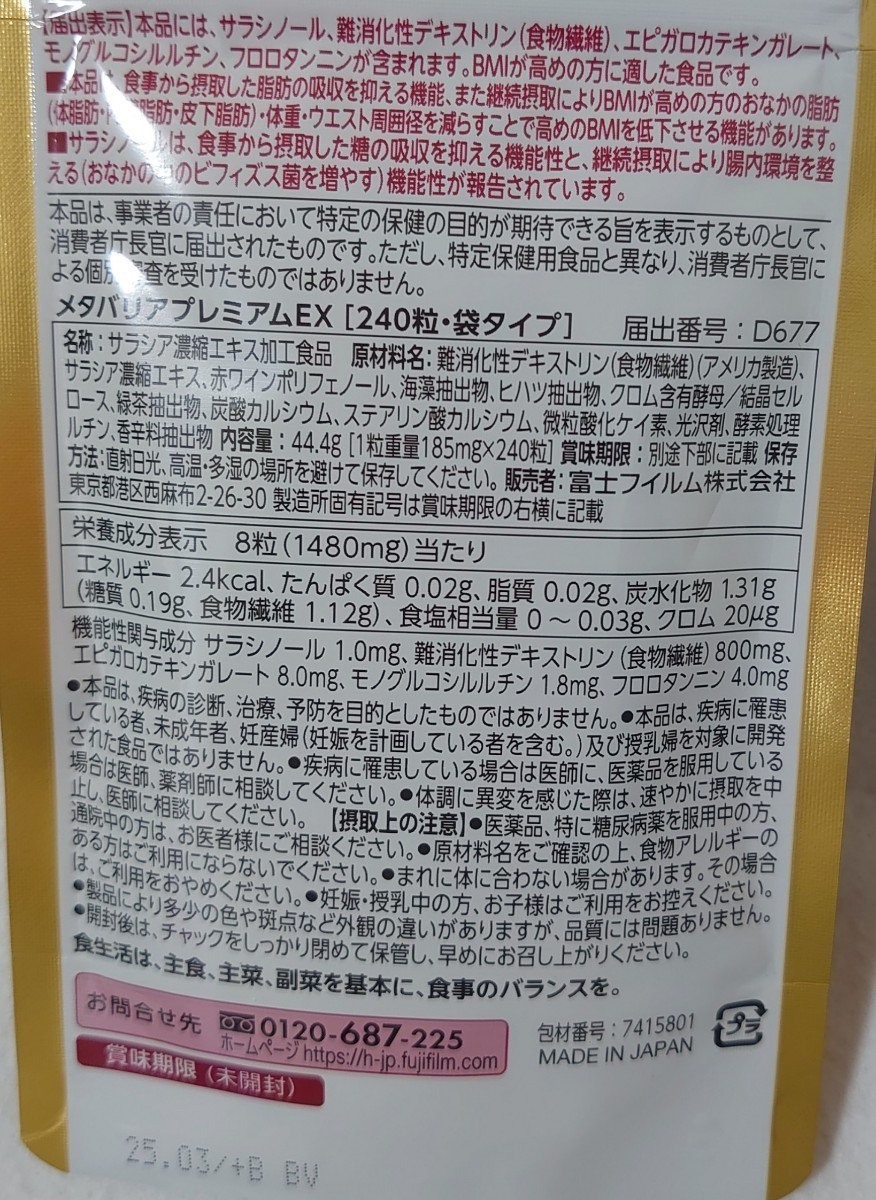 【届出表示】本品には、サラシノール、難消化性デキストリン(食物繊維)、エピガロカテキンガレート、
モノグルコシルルチン、フロロタンニンが含まれます。BMIが高めの方に適した食品です。
■本品は、食事から摂取した脂肪の吸収を抑える機能、また継続摂取によりBMIが高めの方のおなかの脂肪
(体脂肪・内臓脂肪・皮下脂肪)・体重・ウエスト周囲径を減らすことで高めのBMIを低下させる機能があります。
■サラシノールは、食事から摂取した糖の吸収を抑える機能性と、継続摂取により腸内環境を整
える(おなかの中のビフィズス菌を増やす)機能性が報告されています。
本品は、事業者の責任において特定の保健の目的が期待できる旨を表示するものとして、
消費者庁長官に届出されたものです。ただし、特定保健用食品と異なり、消費者庁長官に
よる個別審査を受けたものではありません。
メタバリアプレミアムEX [240粒・袋タイプ] 届出番号:D677
名称:サラシア濃縮エキス加工食品 原材料名:難消化性デキストリン(食物繊維)(アメリカ製造)、
サラシア濃縮エキス、赤ワインポリフェノール、海藻抽出物、ヒハツ抽出物、クロム含有酵母/結晶セル
ロース、緑茶抽出物、炭酸カルシウム、ステアリン酸カルシウム、微粒酸化ケイ素、光沢剤、酵素処理
ルチン、香辛料抽出物 内容量:44.4g [1粒重量185mg×240粒] 賞味期限:別途下部に記載 保存
方法:直射日光、高温・多湿の場所を避けて保存してください。 販売者:富士フイルム株式会社
東京都港区西麻布2-26-30 製造所固有記号は賞味期限の右横に記載
栄養成分表示 8粒(1480mg)当たり
エネルギー 2.4kcal、たんぱく質 0.02g、脂質 0.02g、炭水化物 1.31g
(糖質 0.19g、食物繊維 1.12g)、食塩相当量 0～0.03g、クロム 20μg
機能性関与成分 サラシノール 1.0mg、難消化性デキストリン(食物繊維) 800mg、
エピガロカテキンガレート 8.0mg、モノグルコシルルチン 1.8mg、フロロタンニン 4.0mg
●本品は、疾病の診断、治療、予防を目的としたものではありません。●本品は、疾病に罹患
している者、未成年者、妊産婦(妊娠を計画している者を含む。)及び授乳婦を対象に開発
された食品ではありません。●疾病に罹患している場合は医師に、医薬品を服用している
場合は医師、薬剤師に相談してください。●体調に異変を感じた際は、速やかに摂取を中
止し、医師に相談してください。 【摂取上の注意】●医薬品、特に糖尿病薬を服用中の方、
通院中の方は、お医者様にご相談ください。●原材料名をご確認の上、食物アレルギーの
ある方はご利用にならないでください。●まれに体に合わない場合があります。その場合
は、ご利用をおやめください。●妊娠・授乳中の方、お子様はご利用をお控えください。
●製品により多少の色や斑点など外観の違いがありますが、品質には問題ありません。
●開封後は、チャックをしっかり閉めて保管し、早めにお召し上がりください。
食生活は、主食、主菜、副菜を基本に、食事のバランスを。
お問合せ先 0120-687-225
ホームページ https://h-jp.fujifilm.com
包材番号:7415801
MADE IN JAPAN
プラ
賞味期限(未開封)
25.03/+B BV